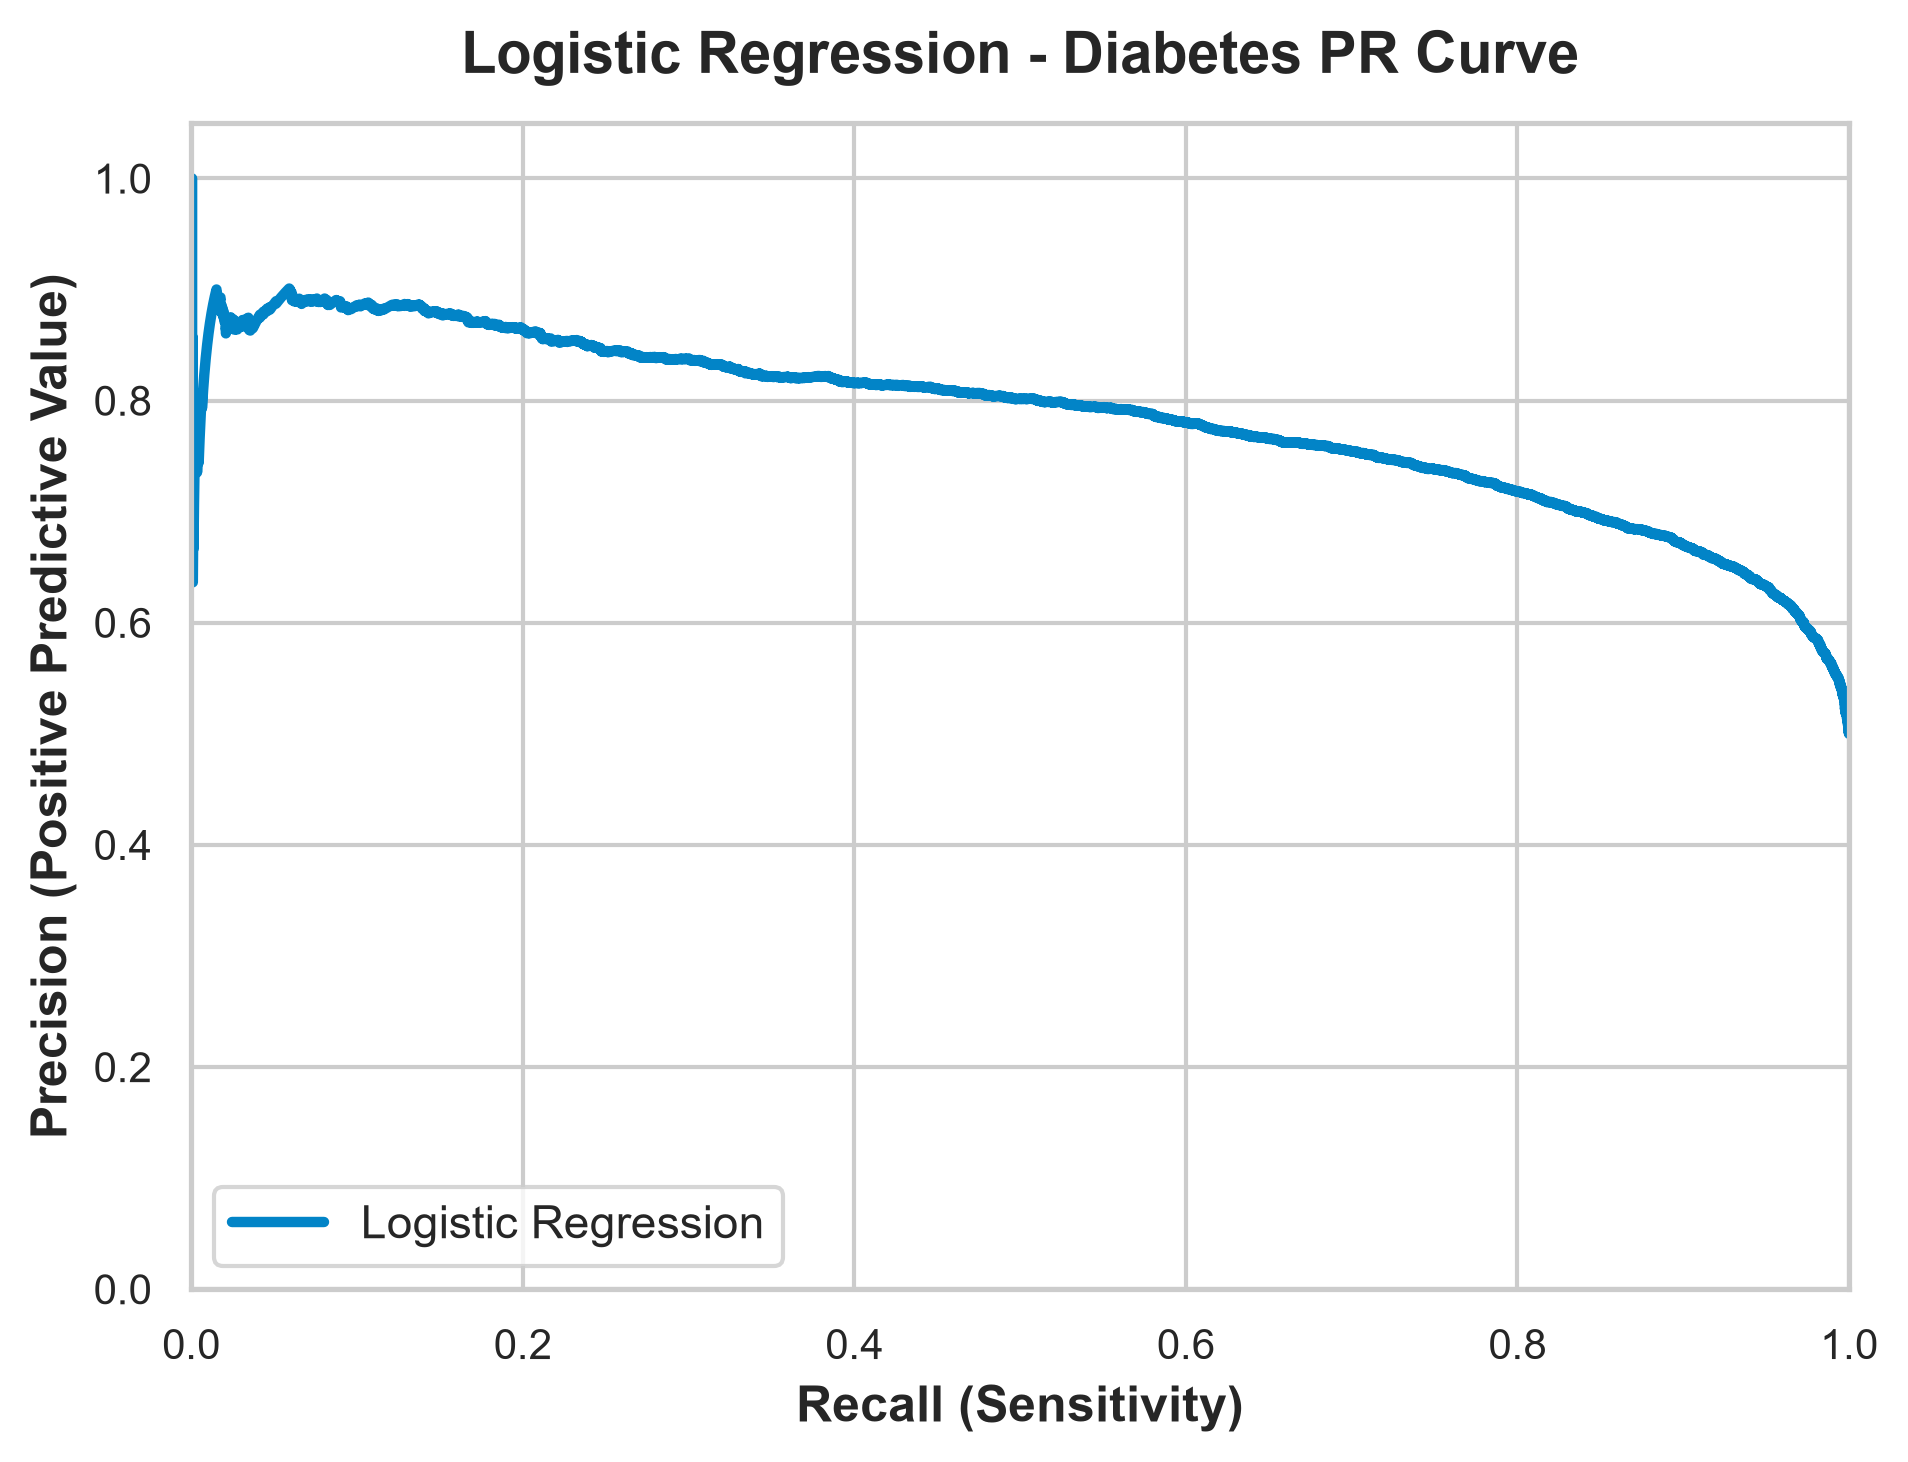 Logistic Regression - Diabetes PR Curve
Precision (Positive Predictive Value)
1.0
0.8
0.6
0.4
0.2
0.0
Logistic Regression
0.0 0.2 0.4 0.6 0.8 1.0
Recall (Sensitivity)